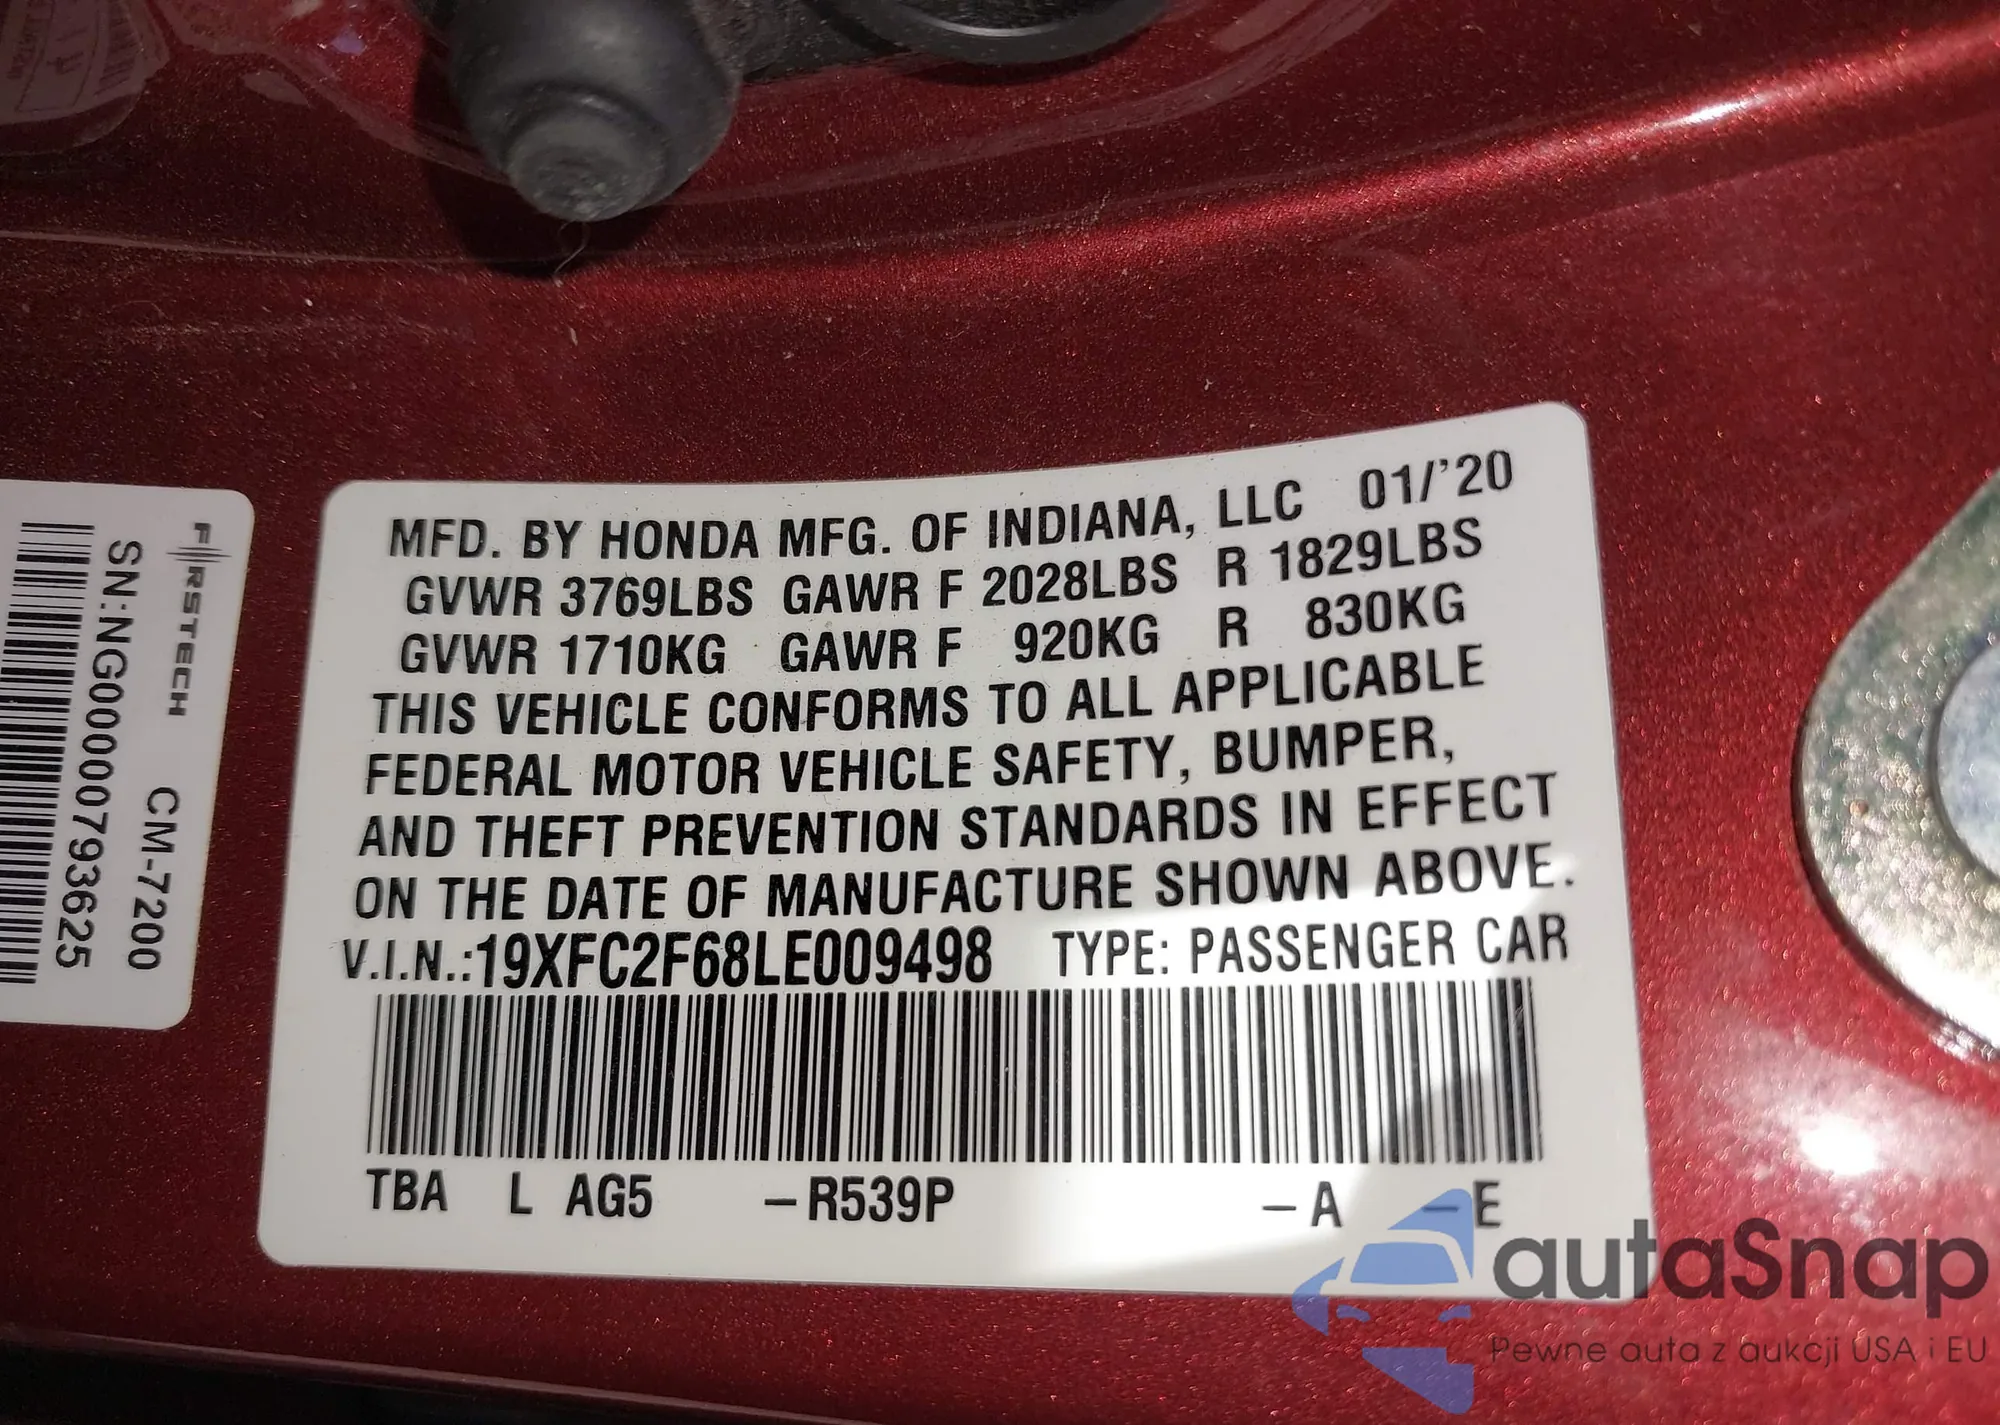 MFD. BY HONDA MFG. OF INDIANA, LLC 01/'20
GVWR 3769LBS GAWR F 2028LBS R 1829LBS
GVWR 1710KG GAWR F 920KG R 830KG
THIS VEHICLE CONFORMS TO ALL APPLICABLE
FEDERAL MOTOR VEHICLE SAFETY, BUMPER,
AND THEFT PREVENTION STANDARDS IN EFFECT
ON THE DATE OF MANUFACTURE SHOWN ABOVE.
V.I.N.:19XFC2F68LE009498 TYPE: PASSENGER CAR
TBA L AG5 –R539P –A –E
FIRSTECH CM-7200
SN:NG00000793625
autaSnap
Pewne auta z aukcji USA i EU